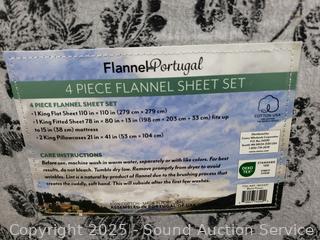 Flannel Portugal
4 PIECE FLANNEL SHEET SET
4 PIECE FLANNEL SHEET SET
• 1 King Flat Sheet 110 in × 110 in (279 cm × 279 cm)
• 1 King Fitted Sheet 78 in × 80 in × 13 in (198 cm × 203 cm × 33 cm) fits up
to 15 in (38 cm) mattress
• 2 King Pillowcases 21 in × 41 in (53 cm × 104 cm)
COTTON USA
CARE INSTRUCTIONS
Before use, machine wash in warm water, separately or with like colors. For best
results, do not bleach. Tumble dry low. Remove promptly from dryer to avoid
wrinkles. Lint is a natural by-product of flannel due to the brushing process that
creates the cuddly, soft hand. This will subside after the first few washes.
STANDARD
OEKO
TEX
Copyright 2025 - Sound Auction Service